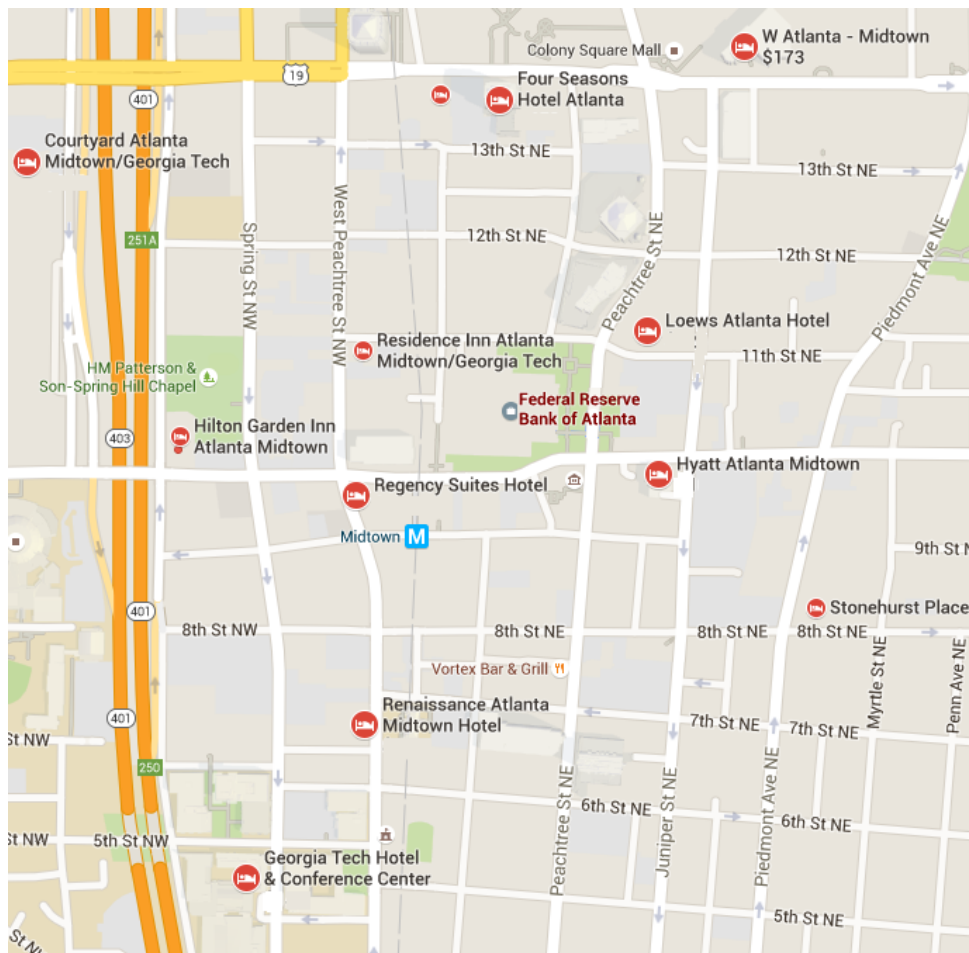 W Atlanta - Midtown
$173
Colony Square Mall
19
Four Seasons
Hotel Atlanta
401
Courtyard Atlanta
Midtown/Georgia Tech
13th St NE
13th St NE
West Peachtree St NW
Spring St NW
Peachtree St NE
Piedmont Ave NE
251A
12th St NE
12th St NE
Loews Atlanta Hotel
Residence Inn Atlanta
Midtown/Georgia Tech
11th St NE
HM Patterson &
Son-Spring Hill Chapel
Federal Reserve
Bank of Atlanta
403
Hilton Garden Inn
Atlanta Midtown
Hyatt Atlanta Midtown
Regency Suites Hotel
Midtown
M
9th St N
401
Stonehurst Place
8th St NW
8th St NE
8th St NE
8th St NE
Vortex Bar & Grill
Myrtle St NE
Penn Ave NE
Renaissance Atlanta
Midtown Hotel
401
7th St NE
7th St NE
St NW
250
Peachtree St NE
Juniper St NE
Piedmont Ave NE
6th St NE
6th St NE
St NW
5th St NW
Georgia Tech Hotel
& Conference Center
5th St NE
St NW